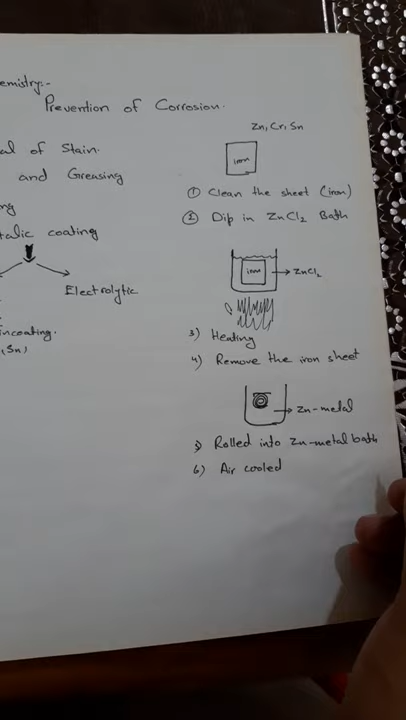 emistry:-
Prevention of Corrosion.
al of Stain.
and Greasing
ng
talic coating
Electrolytic
incoating.
, Sn)
Zn, Cr, Sn
iron
① Clean the sheet (iron)
② Dip in ZnCl2 Bath
iron
ZnCl2
3) Heating
4) Remove the iron sheet
Zn-metal
5) Rolled into Zn-metal bath
6) Air cooled